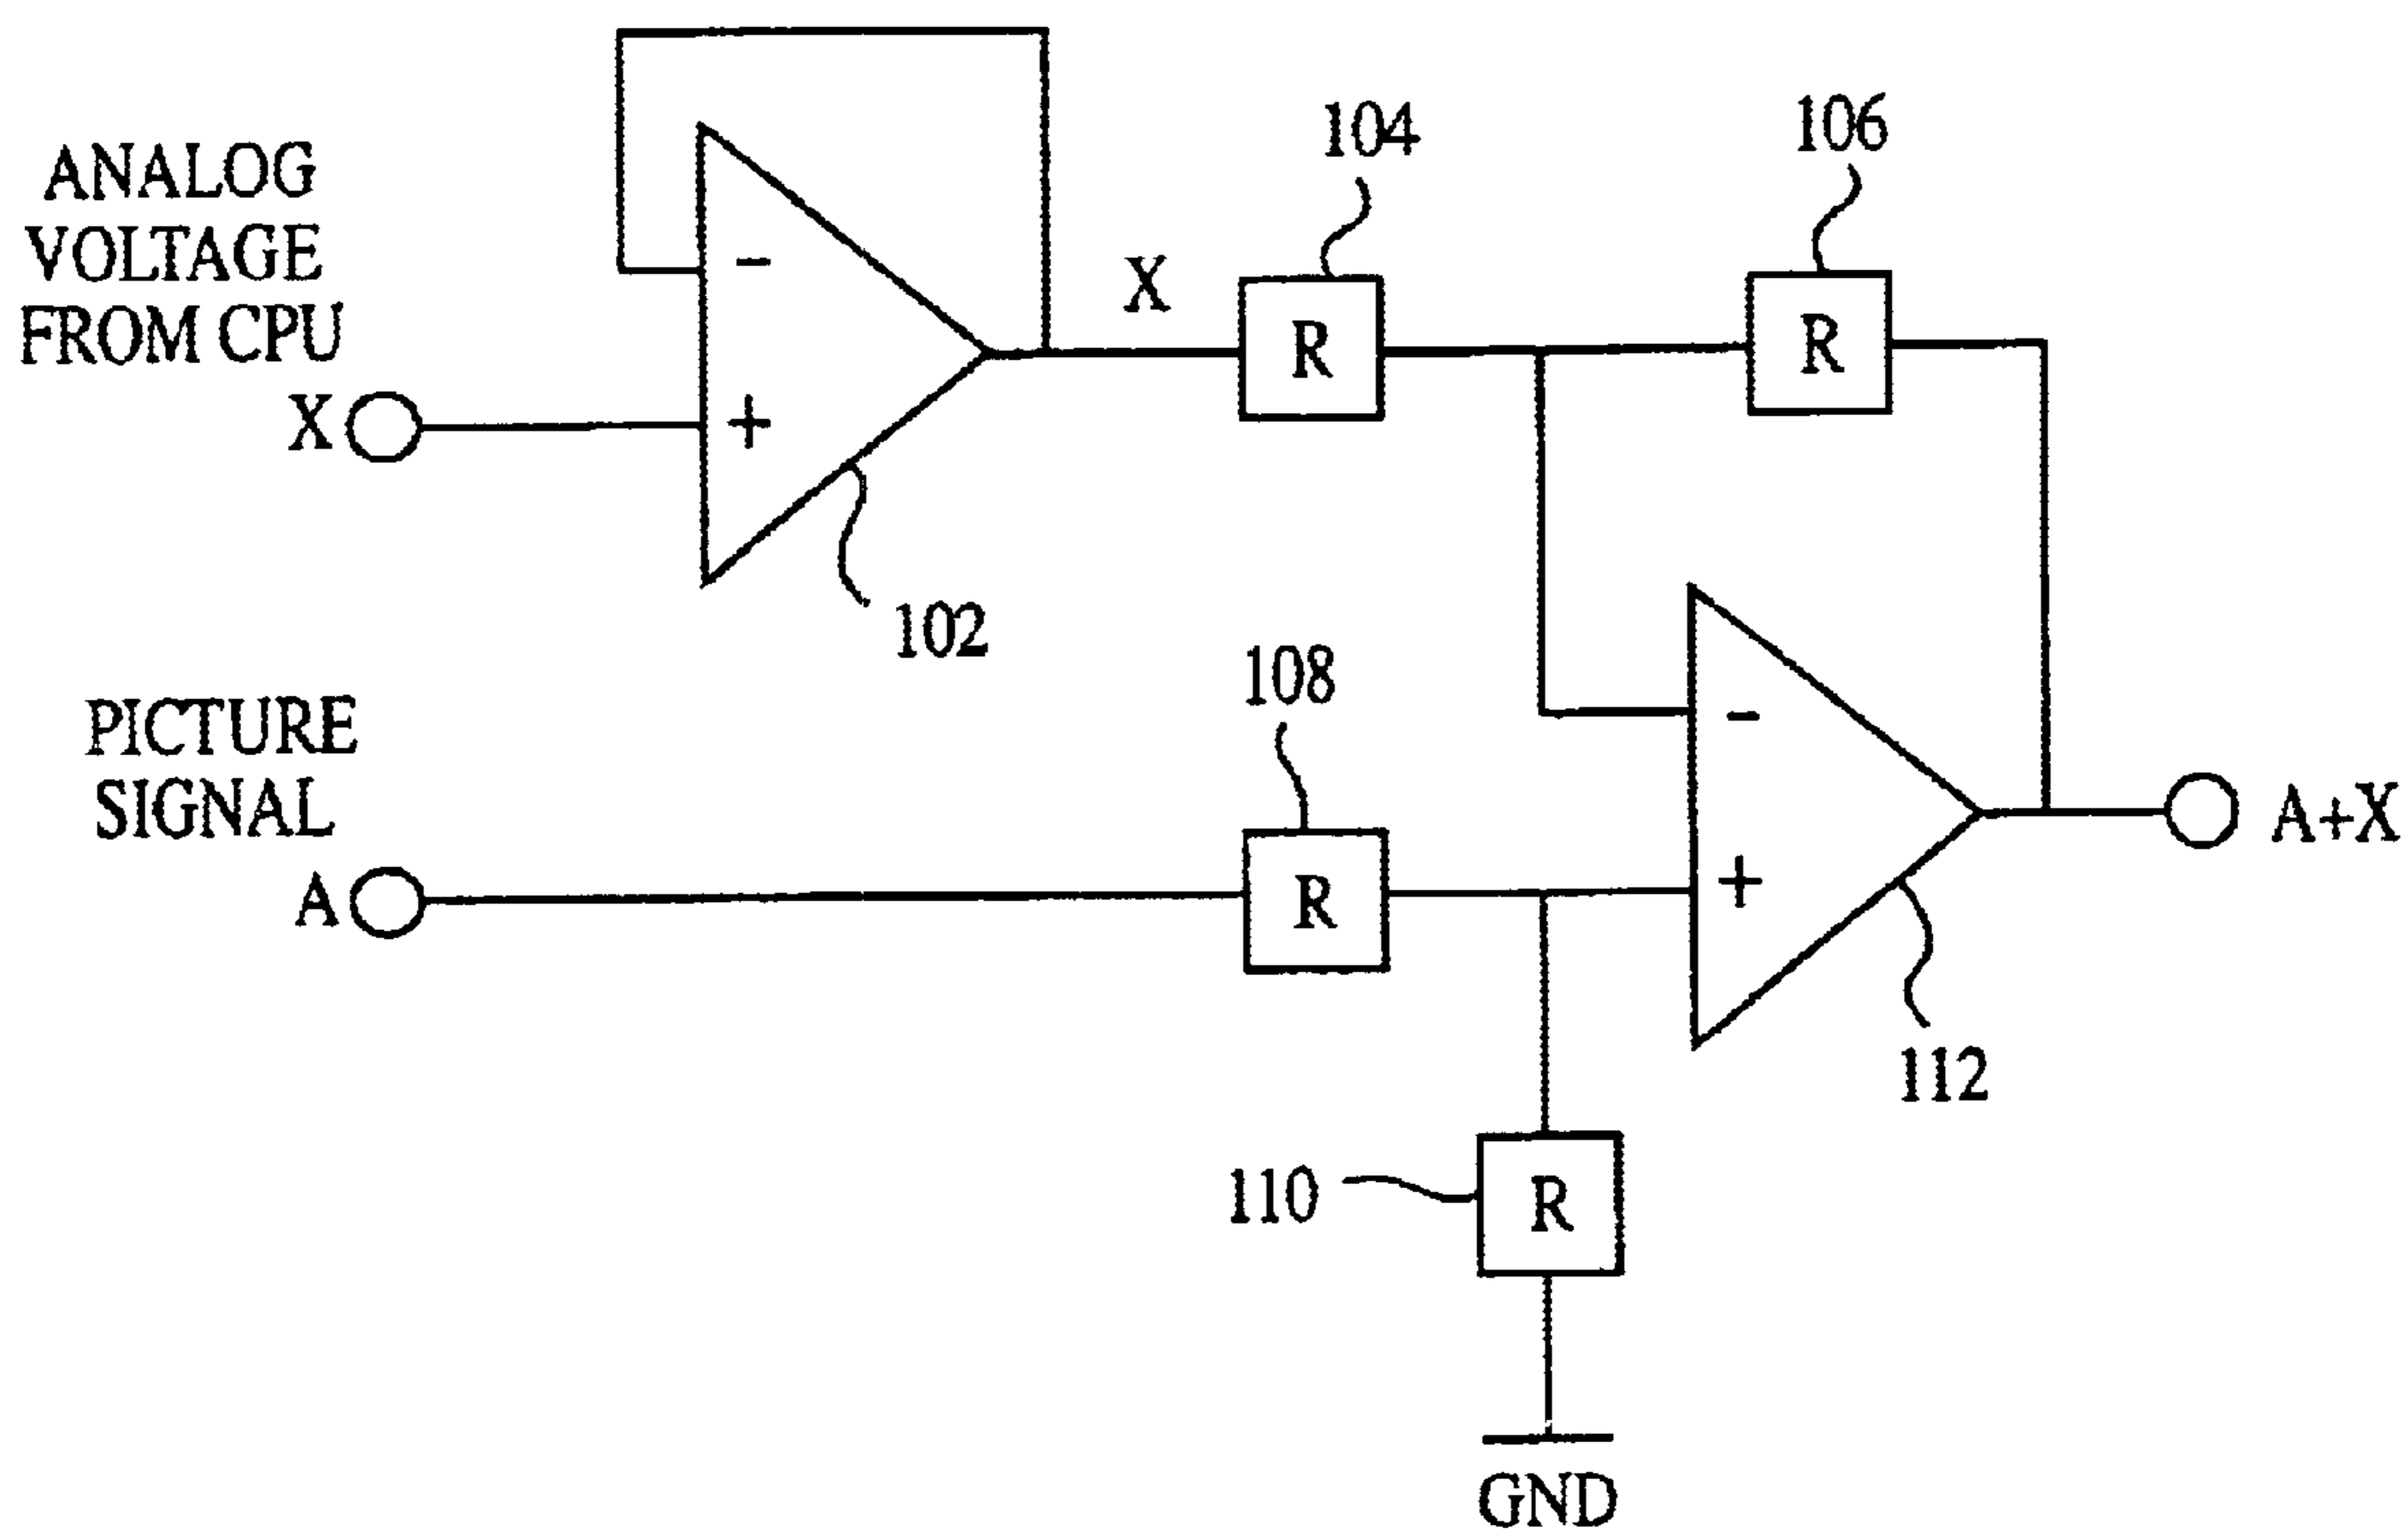 ANALOG
VOLTAGE
FROM CPU
X
-
+
102
X
104
R
106
R
PICTURE
SIGNAL
A
108
R
-
+
112
A+X
110
R
GND